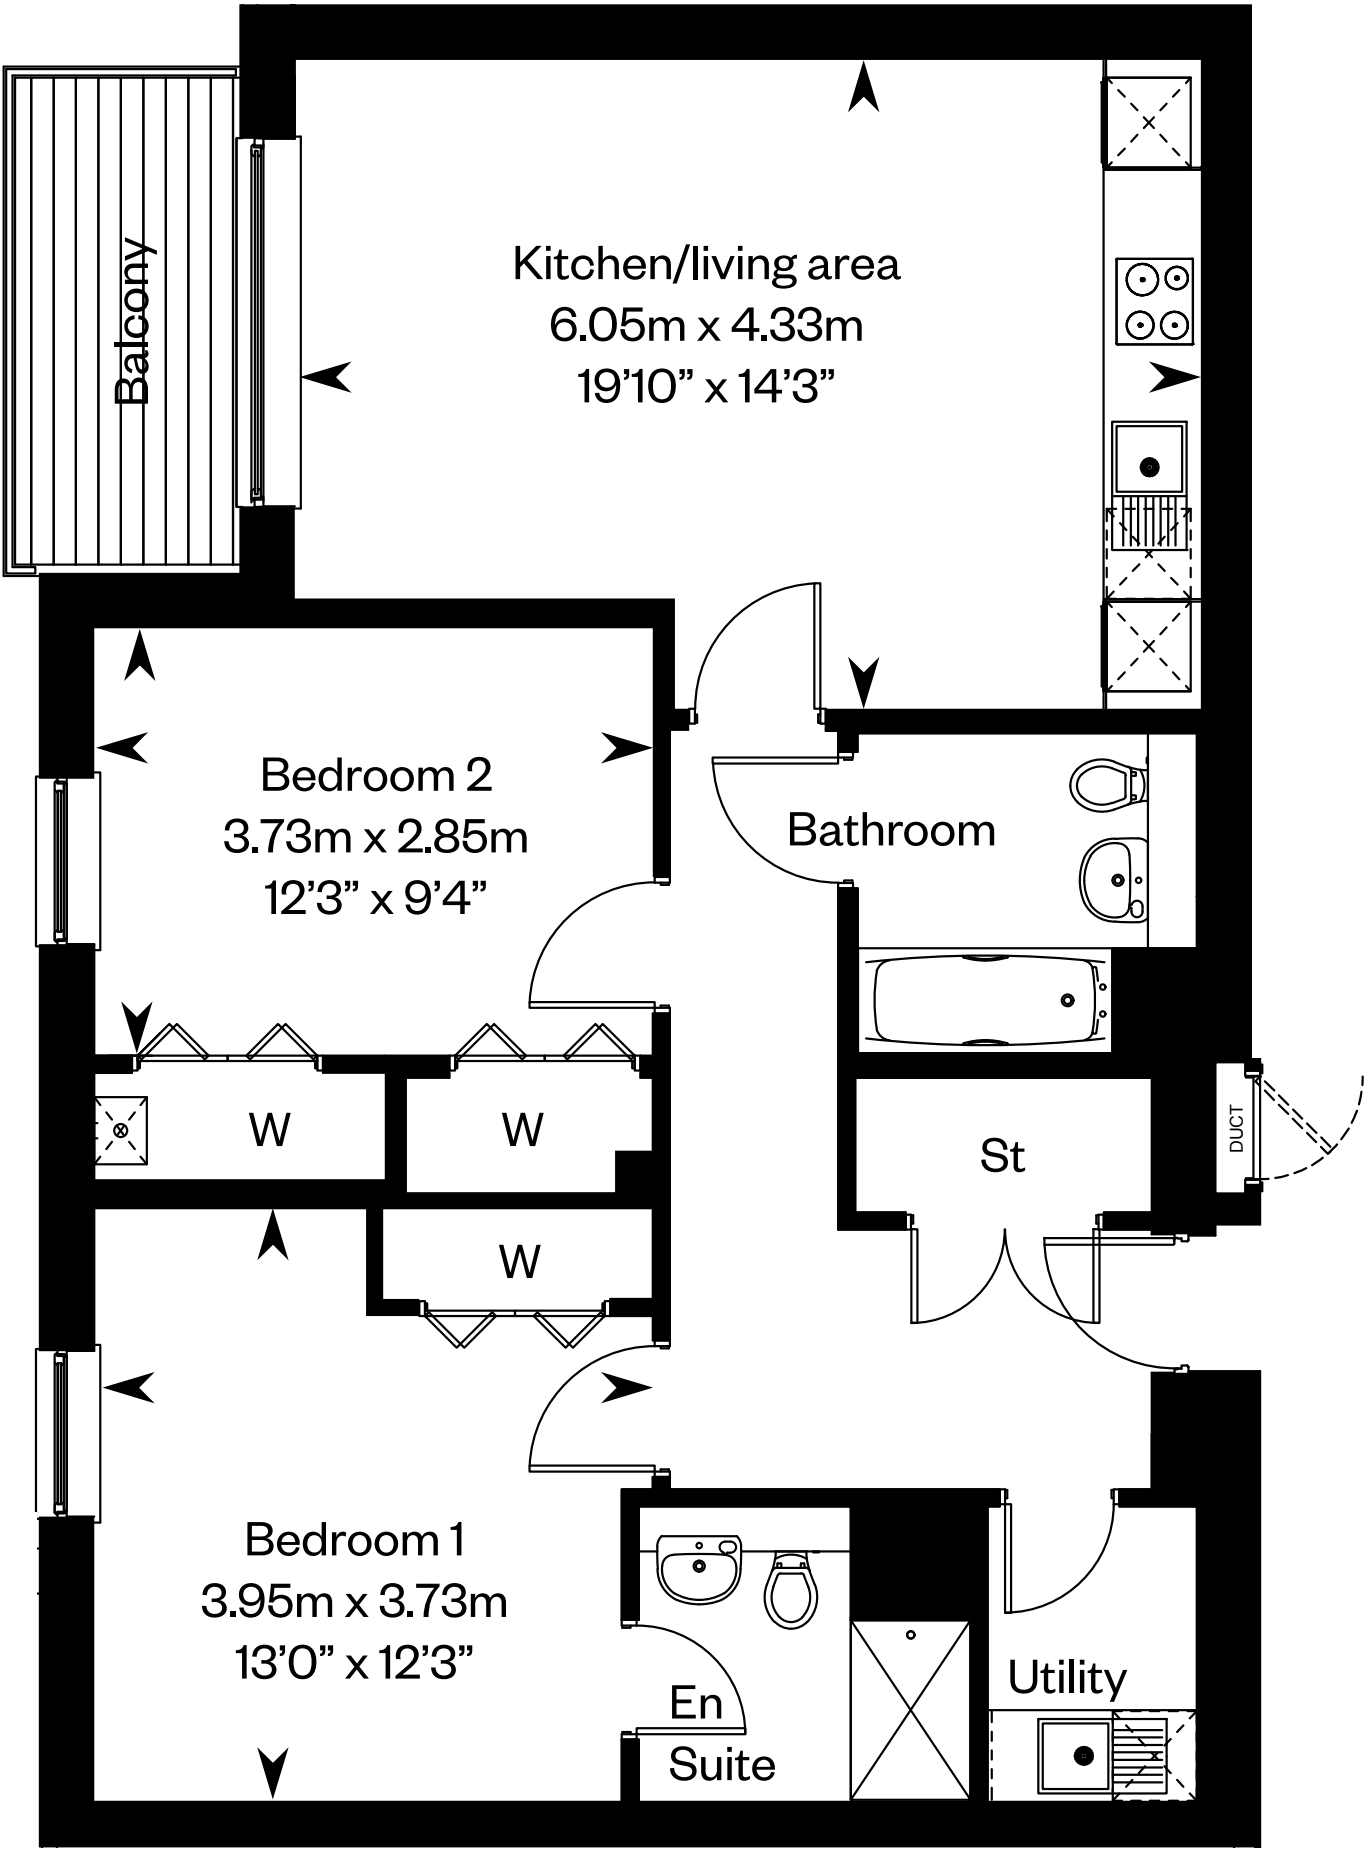 Balcony
Kitchen/living area
6.05m x 4.33m
19’10” x 14’3”
Bedroom 2
3.73m x 2.85m
12’3” x 9’4”
Bathroom
W
W
DUCT
St
W
Bedroom 1
3.95m x 3.73m
13’0” x 12’3”
En
Suite
Utility